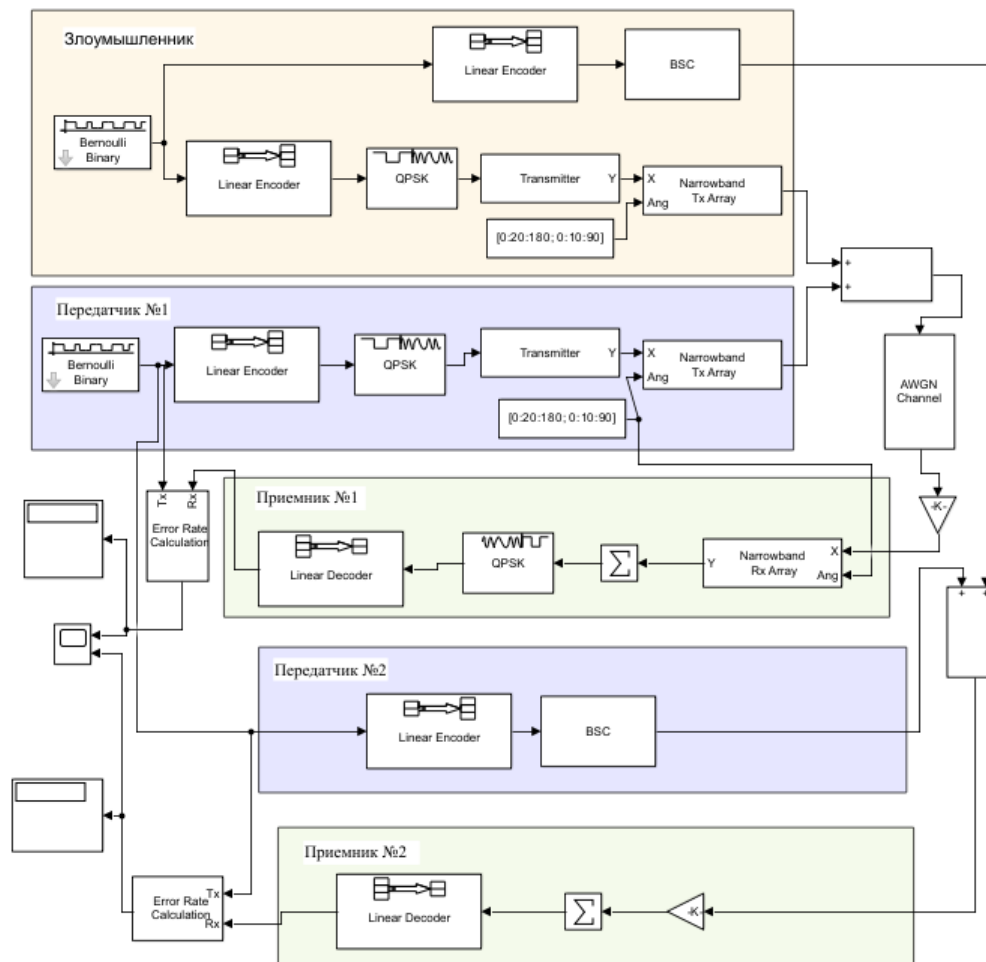 Злоумышленник
Linear Encoder
BSC
Bernoulli
Binary
Linear Encoder
QPSK
Transmitter
Y
X
Ang
Narrowband
Tx Array
[0:20:180; 0:10:90]
+
+
Передатчик №1
Bernoulli
Binary
Linear Encoder
QPSK
Transmitter
Y
X
Ang
Narrowband
Tx Array
[0:20:180; 0:10:90]
AWGN
Channel
-K-
Tx
Rx
Error Rate
Calculation
Приемник №1
Linear Decoder
QPSK
Σ
Y
Narrowband
Rx Array
X
Ang
+
+
Передатчик №2
Linear Encoder
BSC
Приемник №2
Error Rate
Calculation
Tx
Rx
Linear Decoder
Σ
-K-